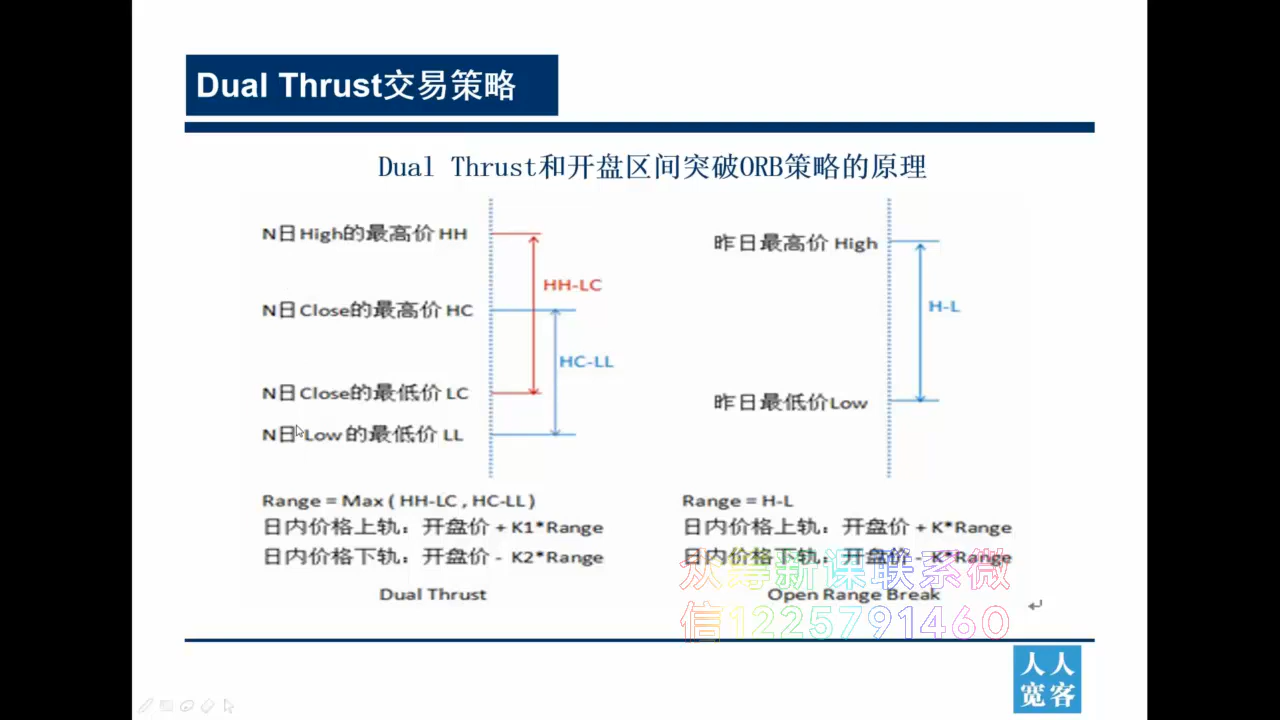 Dual Thrust交易策略
Dual Thrust和开盘区间突破ORB策略的原理
N日High的最高价 HH
HH-LC
N日Close的最高价 HC
HC-LL
N日Close的最低价 LC
N日Low的最低价 LL
Range = Max ( HH-LC , HC-LL )
日内价格上轨：开盘价 + K1*Range
日内价格下轨：开盘价 - K2*Range
Dual Thrust
昨日最高价 High
H-L
昨日最低价Low
Range = H-L
日内价格上轨：开盘价 + K*Range
日内价格下轨：开盘价 - K*Range
Open Range Break
众筹新课联系微
信1225791460
人人
宽客